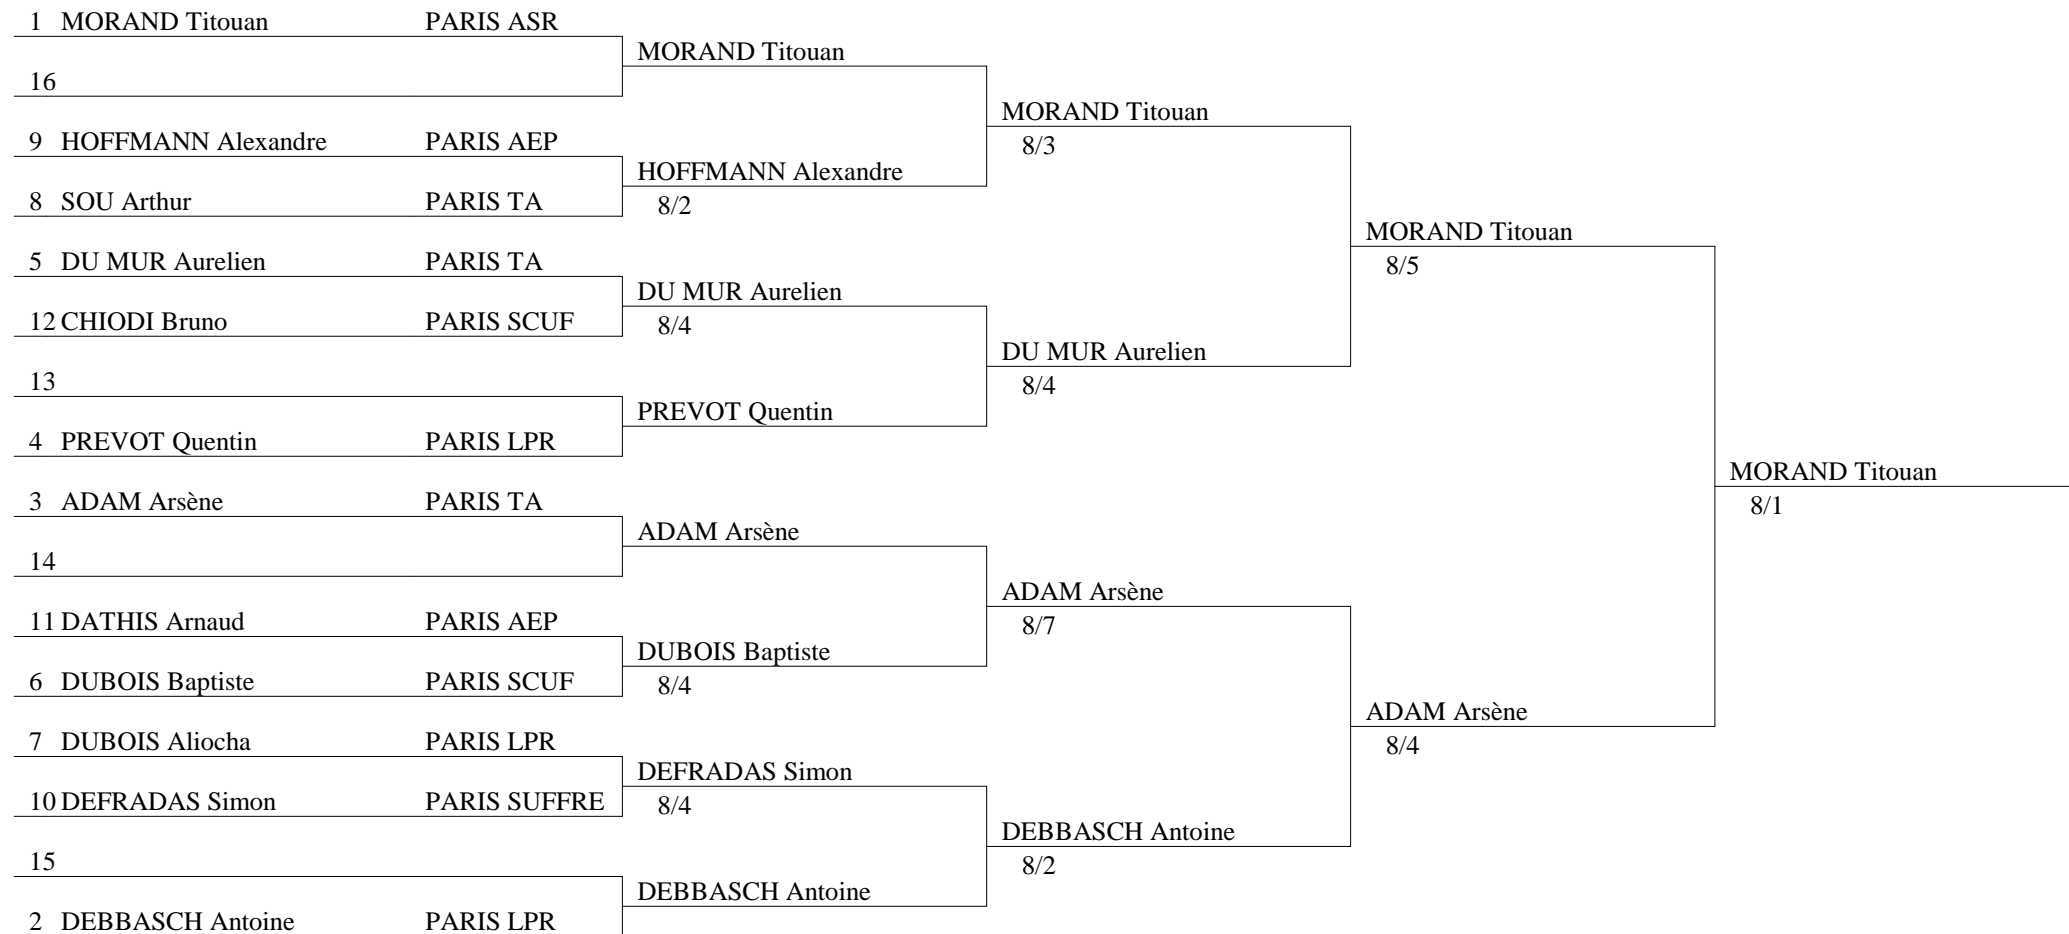 1 MORAND Titouan PARIS ASR
MORAND Titouan
16
MORAND Titouan
9 HOFFMANN Alexandre PARIS AEP
8/3
HOFFMANN Alexandre
8 SOU Arthur PARIS TA
8/2
MORAND Titouan
5 DU MUR Aurelien PARIS TA
8/5
DU MUR Aurelien
12 CHIODI Bruno PARIS SCUF
8/4
DU MUR Aurelien
13
8/4
PREVOT Quentin
4 PREVOT Quentin PARIS LPR
MORAND Titouan
3 ADAM Arsène PARIS TA
8/1
ADAM Arsène
14
ADAM Arsène
11 DATHIS Arnaud PARIS AEP
8/7
DUBOIS Baptiste
6 DUBOIS Baptiste PARIS SCUF
8/4
ADAM Arsène
7 DUBOIS Aliocha PARIS LPR
8/4
DEFRADAS Simon
10 DEFRADAS Simon PARIS SUFFRE
8/4
DEBBASCH Antoine
15
8/2
DEBBASCH Antoine
2 DEBBASCH Antoine PARIS LPR